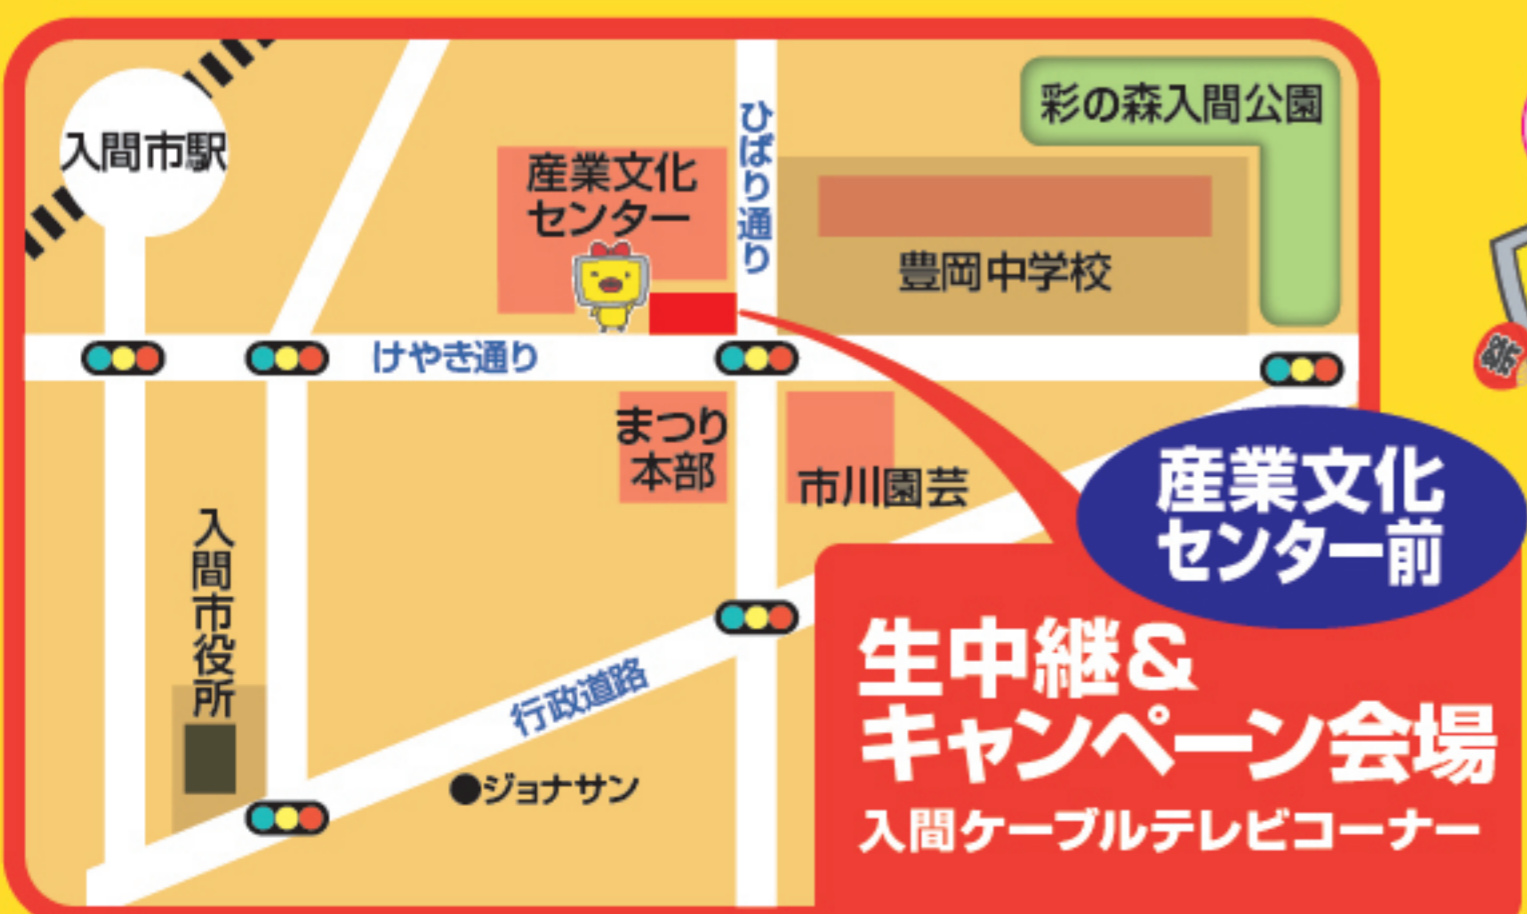 入間市駅
産業文化
センター
ひばり通り
彩の森入間公園
豊岡中学校
けやき通り
まつり
本部
市川園芸
入間市役所
行政道路
ジョナサン
産業文化
センター前
生中継&
キャンペーン会場
入間ケーブルテレビコーナー